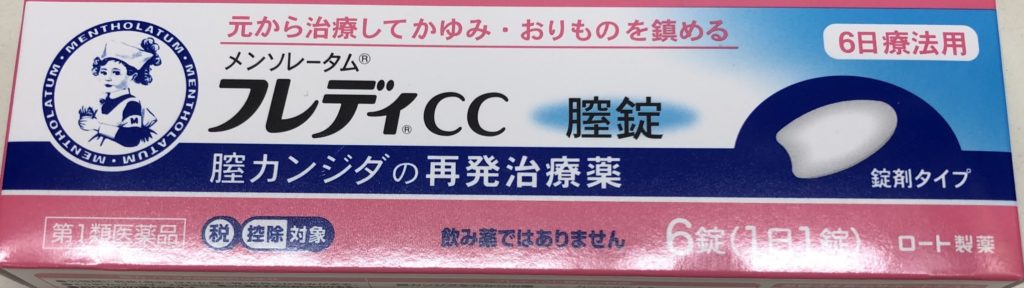 元から治療してかゆみ・おりものを鎮める
6日療法用
MENTHOLATUM・MENTHOLATUM・MENTHOLATUM・
メンソレータム®
フレディ®CC 膣錠
膣カンジダの再発治療薬
錠剤タイプ
第1類医薬品 税 控除 対象 飲み薬ではありません 6錠(1日1錠) ロート製薬